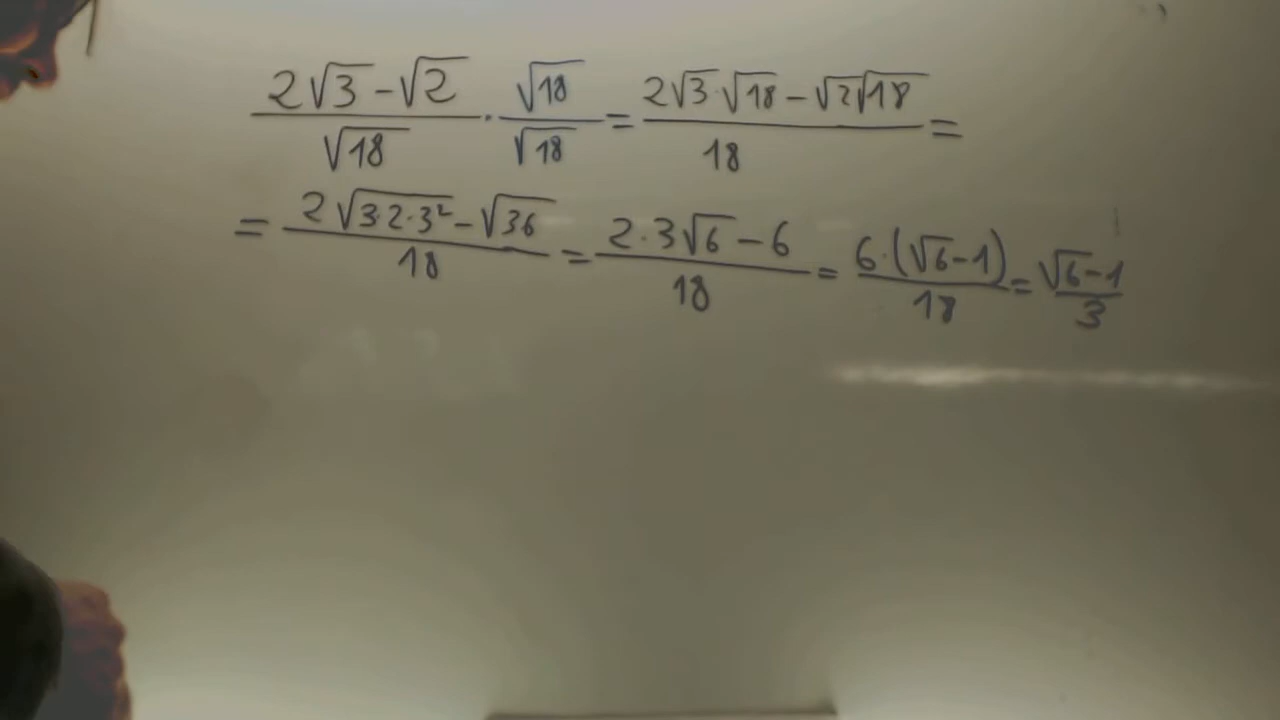 (2√3 − √2)/√18 · √18/√18 = (2√3·√18 − √2√18)/18 =
= (2√(3·2·3²) − √36)/18 = (2·3√6 − 6)/18 = (6·(√6−1))/18 = (√6−1)/3